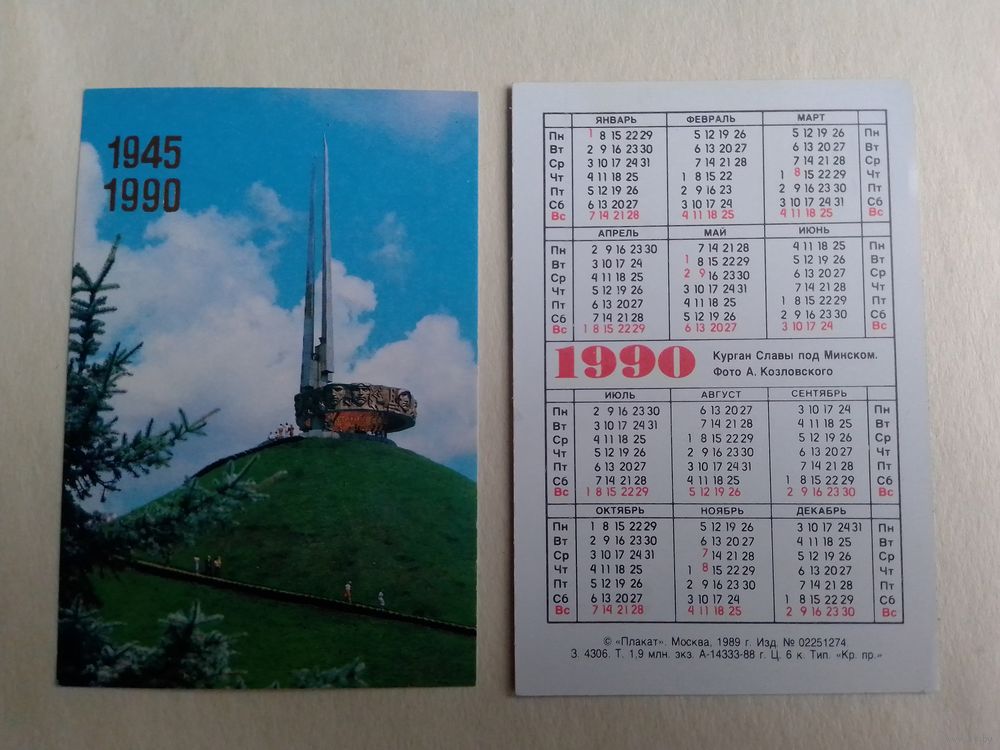 1945
1990
ЯНВАРЬ ФЕВРАЛЬ МАРТ
Пн 1 8 15 22 29 5 12 19 26 5 12 19 26 Пн
Вт 2 9 16 23 30 6 13 20 27 6 13 20 27 Вт
Ср 3 10 17 24 31 7 14 21 28 7 14 21 28 Ср
Чт 4 11 18 25 1 8 15 22 1 8 15 22 29 Чт
Пт 5 12 19 26 2 9 16 23 2 9 16 23 30 Пт
Сб 6 13 20 27 3 10 17 24 3 10 17 24 31 Сб
Вс 7 14 21 28 4 11 18 25 4 11 18 25 Вс
АПРЕЛЬ МАЙ ИЮНЬ
Пн 2 9 16 23 30 7 14 21 28 4 11 18 25 Пн
Вт 3 10 17 24 1 8 15 22 29 5 12 19 26 Вт
Ср 4 11 18 25 2 9 16 23 30 6 13 20 27 Ср
Чт 5 12 19 26 3 10 17 24 31 7 14 21 28 Чт
Пт 6 13 20 27 4 11 18 25 1 8 15 22 29 Пт
Сб 7 14 21 28 5 12 19 26 2 9 16 23 30 Сб
Вс 1 8 15 22 29 6 13 20 27 3 10 17 24 Вс
1990 Курган Славы под Минском.
Фото А. Козловского
ИЮЛЬ АВГУСТ СЕНТЯБРЬ
Пн 2 9 16 23 30 6 13 20 27 3 10 17 24 Пн
Вт 3 10 17 24 31 7 14 21 28 4 11 18 25 Вт
Ср 4 11 18 25 1 8 15 22 29 5 12 19 26 Ср
Чт 5 12 19 26 2 9 16 23 30 6 13 20 27 Чт
Пт 6 13 20 27 3 10 17 24 31 7 14 21 28 Пт
Сб 7 14 21 28 4 11 18 25 1 8 15 22 29 Сб
Вс 1 8 15 22 29 5 12 19 26 2 9 16 23 30 Вс
ОКТЯБРЬ НОЯБРЬ ДЕКАБРЬ
Пн 1 8 15 22 29 5 12 19 26 3 10 17 24 31 Пн
Вт 2 9 16 23 30 6 13 20 27 4 11 18 25 Вт
Ср 3 10 17 24 31 7 14 21 28 5 12 19 26 Ср
Чт 4 11 18 25 1 8 15 22 29 6 13 20 27 Чт
Пт 5 12 19 26 2 9 16 23 30 7 14 21 28 Пт
Сб 6 13 20 27 3 10 17 24 1 8 15 22 29 Сб
Вс 7 14 21 28 4 11 18 25 2 9 16 23 30 Вс
© «Плакат». Москва, 1989 г. Изд. № 02251274.
З. 4306. Т. 1,9 млн. экз. А-14333-88 г. Ц. 6 к. Тип. «Кр. пр.»